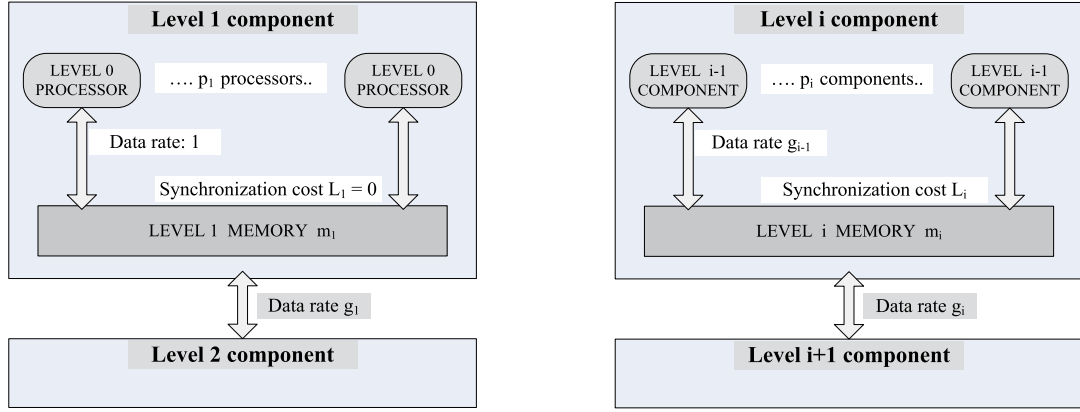 Level 1 component
LEVEL 0
PROCESSOR
.... p₁ processors..
LEVEL 0
PROCESSOR
Data rate: 1
Synchronization cost L₁ = 0
LEVEL 1 MEMORY m₁
Data rate g₁
Level 2 component
Level i component
LEVEL i-1
COMPONENT
.... pᵢ components..
LEVEL i-1
COMPONENT
Data rate gᵢ₋₁
Synchronization cost Lᵢ
LEVEL i MEMORY mᵢ
Data rate gᵢ
Level i+1 component